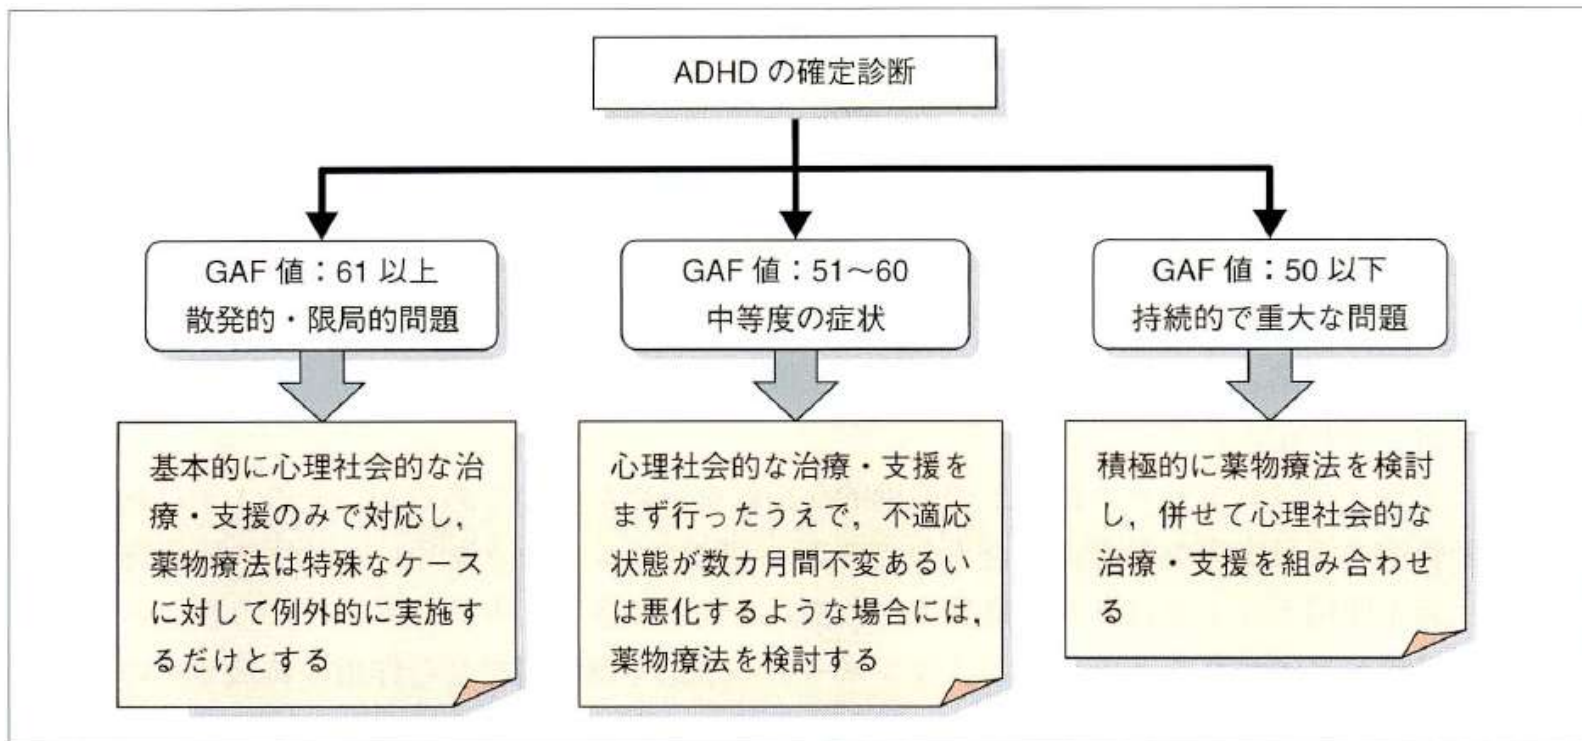 ADHD の確定診断
GAF 値：61 以上
散発的・限局的問題
GAF 値：51～60
中等度の症状
GAF 値：50 以下
持続的で重大な問題
基本的に心理社会的な治
療・支援のみで対応し，
薬物療法は特殊なケース
に対して例外的に実施す
るだけとする
心理社会的な治療・支援を
まず行ったうえで，不適応
状態が数カ月間不変あるい
は悪化するような場合には，
薬物療法を検討する
積極的に薬物療法を検討
し，併せて心理社会的な
治療・支援を組み合わせ
る